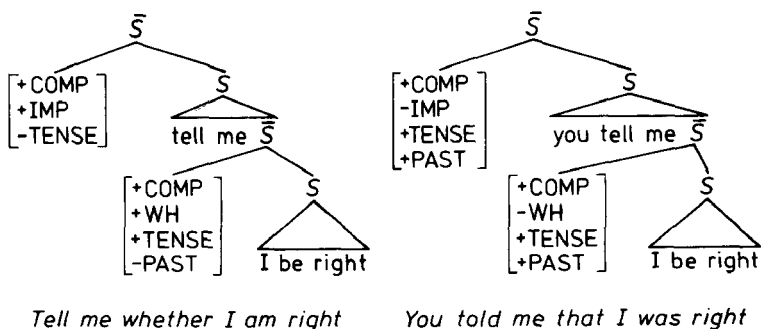 S̄ S̄
[+COMP +IMP -TENSE] S [+COMP -IMP +TENSE +PAST] S
tell me S̄ you tell me S̄
[+COMP +WH +TENSE -PAST] S [+COMP -WH +TENSE +PAST] S
I be right I be right
Tell me whether I am right You told me that I was right